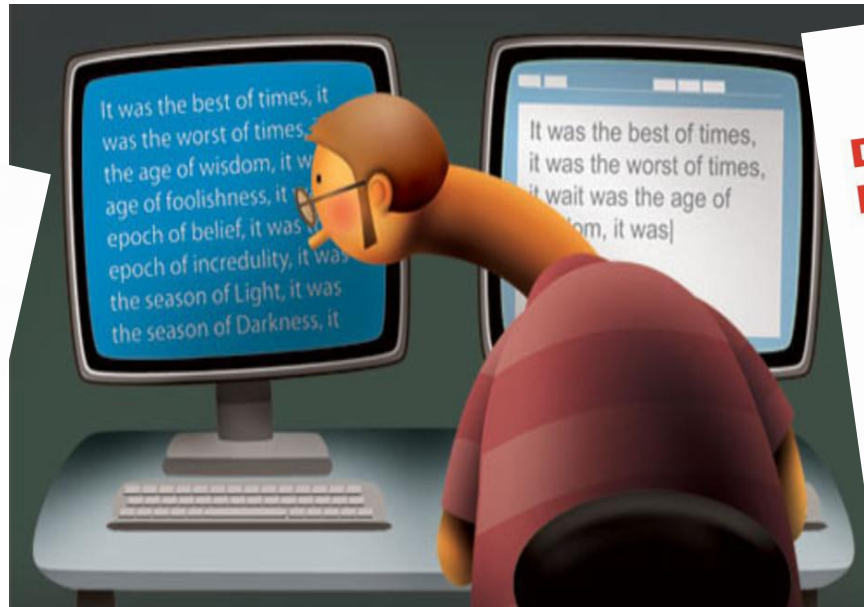 It was the best of times, it
was the worst of times,
the age of wisdom, it
age of foolishness, it
epoch of belief, it was
epoch of incredulity, it was
the season of Light, it was
the season of Darkness, it
It was the best of times,
it was the worst of times,
it wait was the age of
it was|